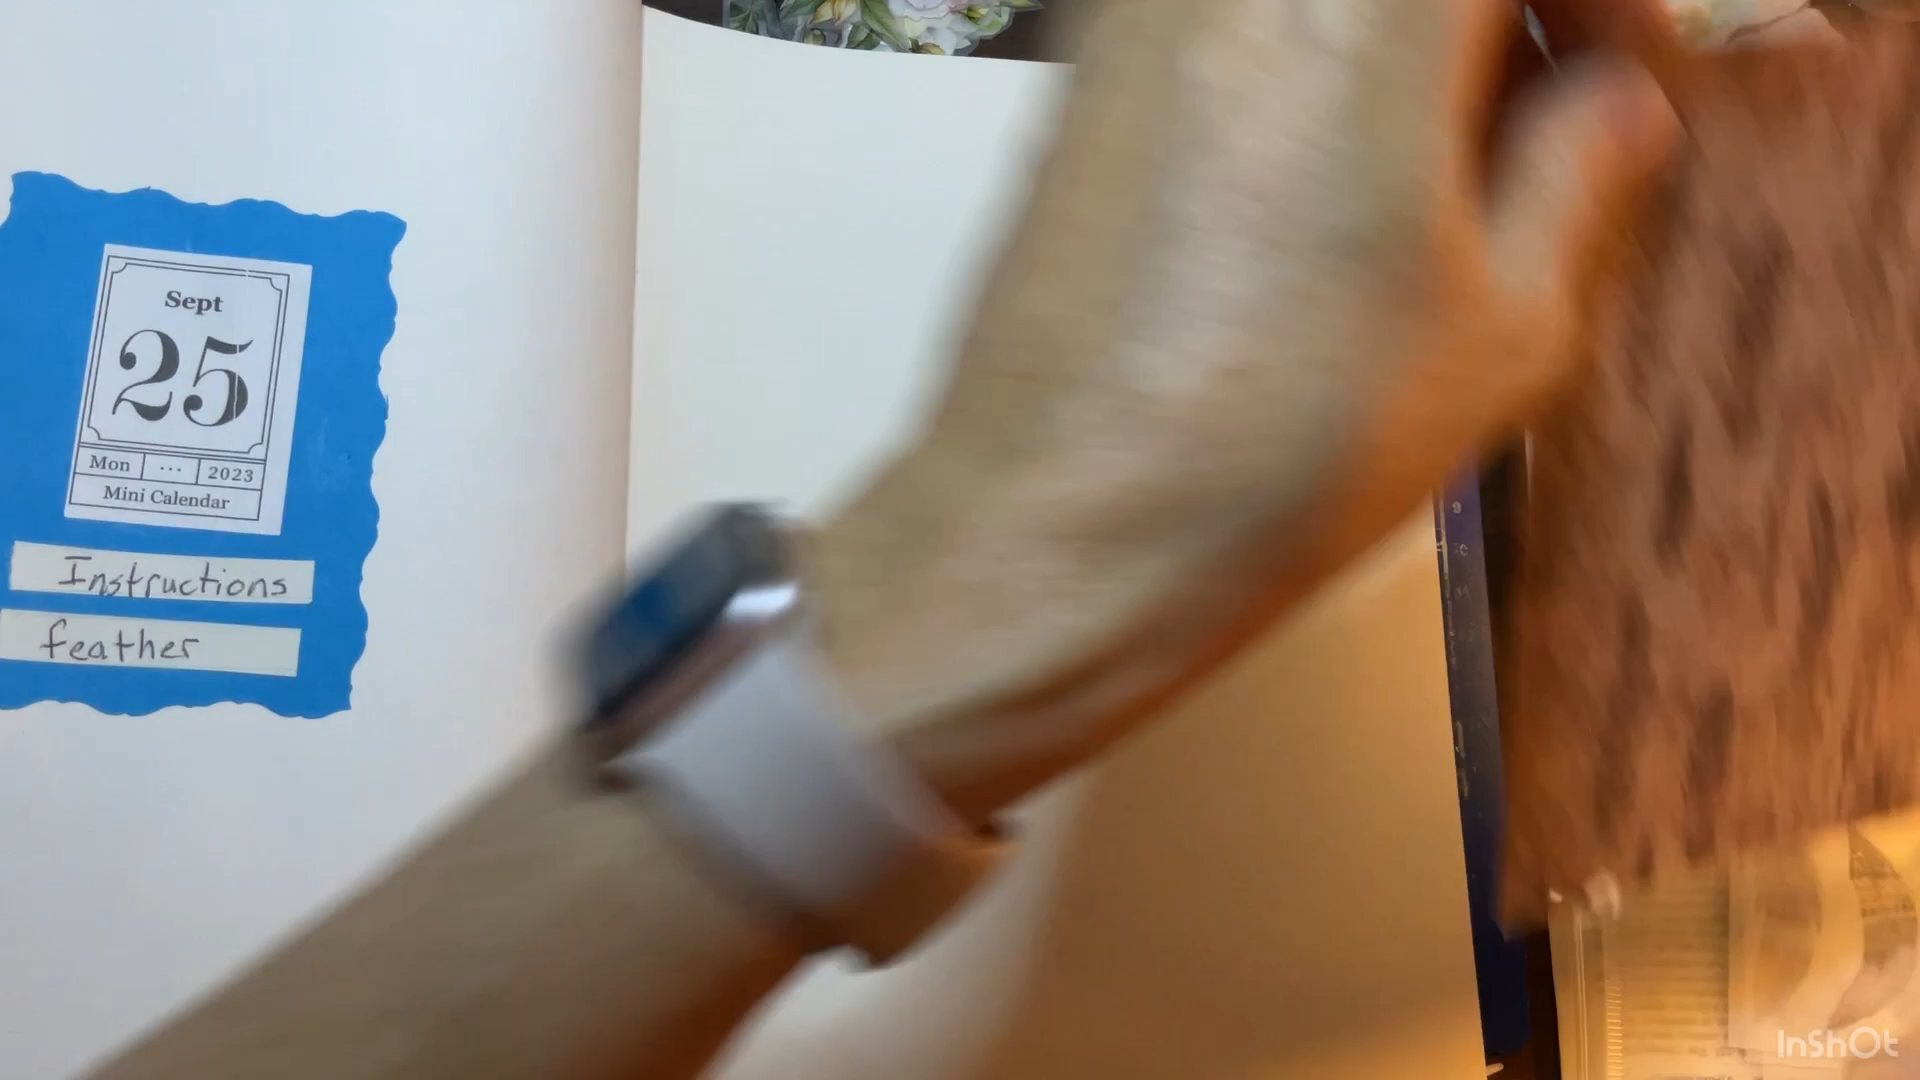 Sept
25
Mon ... 2023
Mini Calendar
Instructions
feather
InShOt